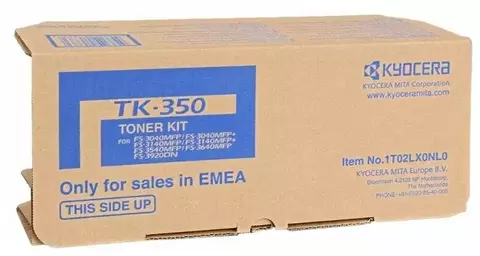 TK-350
TONER KIT
FOR FS-3040MFP / FS-3040MFP+
FS-3140MFP / FS-3140MFP+
FS-3540MFP / FS-3640MFP
FS-3920DN
Only for sales in EMEA
THIS SIDE UP
KYOCERA
KYOCERA MITA Corporation
www.kyoceramita.com
Item No.1T02LX0NL0
KYOCERA MITA Europe B.V.
The Netherlands